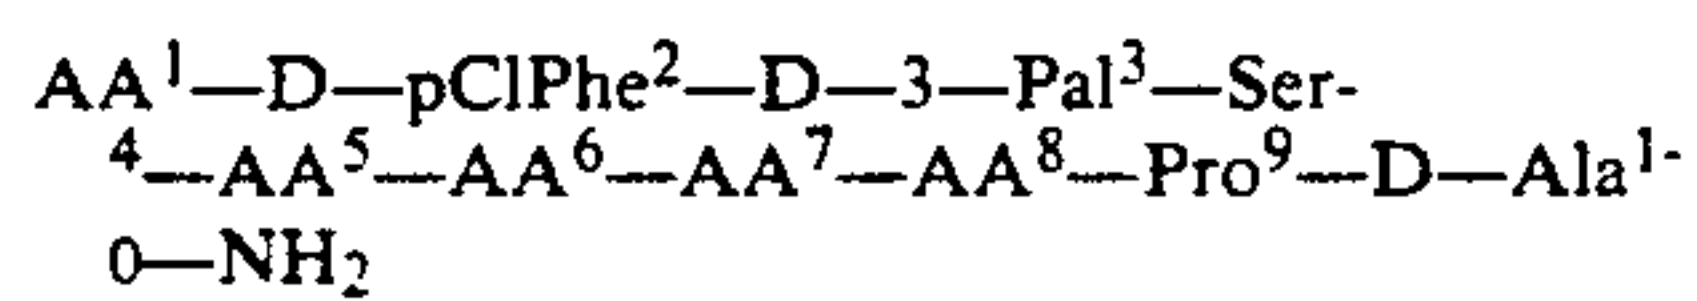 AA¹—D—pClPhe²—D—3—Pal³—Ser-
⁴—AA⁵—AA⁶—AA⁷—AA⁸—Pro⁹—D—Ala¹-
0—NH₂